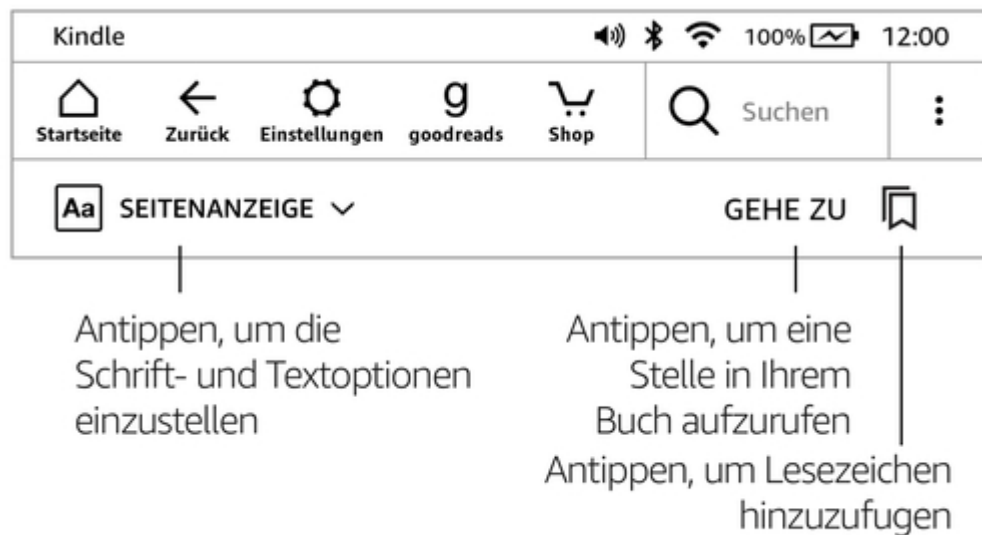 Kindle 100% 12:00
Startseite Zurück Einstellungen goodreads Shop Suchen
Aa SEITENANZEIGE GEHE ZU
Antippen, um die
Schrift- und Textoptionen
einzustellen
Antippen, um eine
Stelle in Ihrem
Buch aufzurufen
Antippen, um Lesezeichen
hinzuzufugen